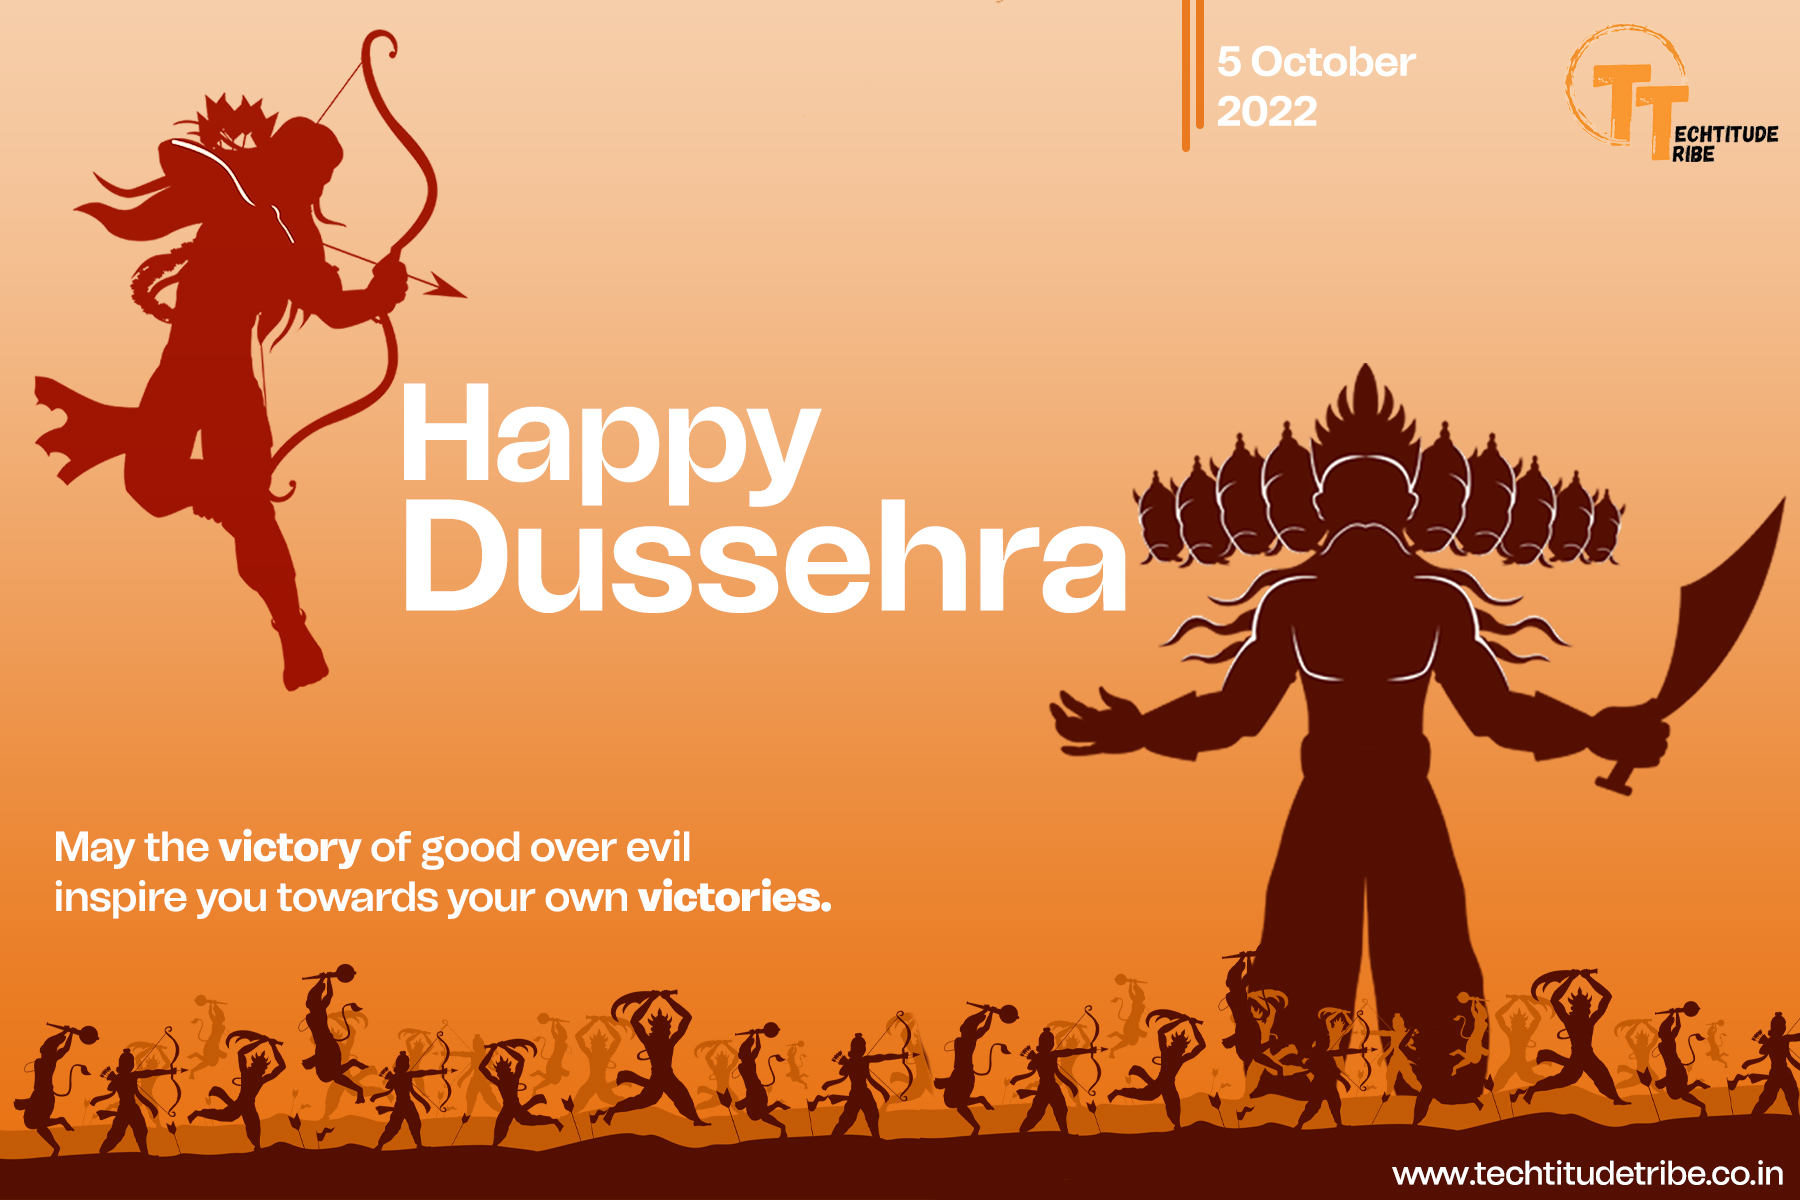 5 October
2022
TT
ECHTITUDE
RIBE
Happy
Dussehra
May the victory of good over evil
inspire you towards your own victories.
www.techtitudetribe.co.in